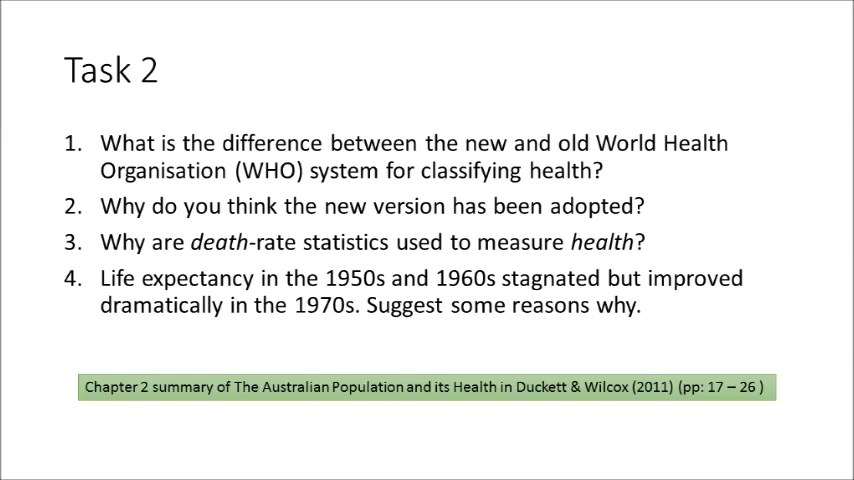 Task 2
1. What is the difference between the new and old World Health
Organisation (WHO) system for classifying health?
2. Why do you think the new version has been adopted?
3. Why are death-rate statistics used to measure health?
4. Life expectancy in the 1950s and 1960s stagnated but improved
dramatically in the 1970s. Suggest some reasons why.
Chapter 2 summary of The Australian Population and its Health in Duckett & Wilcox (2011) (pp: 17 – 26 )